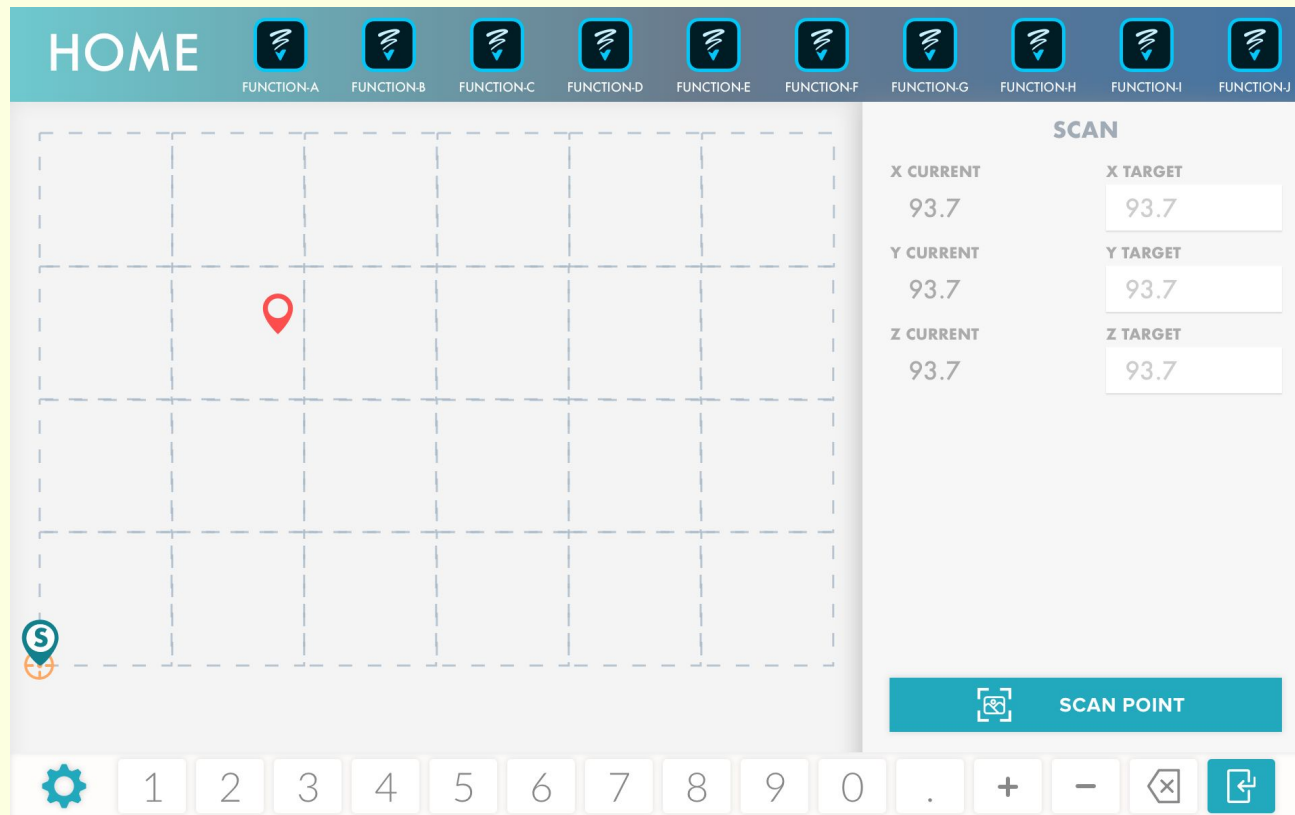 HOME
FUNCTION-A FUNCTION-B FUNCTION-C FUNCTION-D FUNCTION-E FUNCTION-F FUNCTION-G FUNCTION-H FUNCTION-I FUNCTION-J
SCAN
X CURRENT X TARGET
93.7 93.7
Y CURRENT Y TARGET
93.7 93.7
Z CURRENT Z TARGET
93.7 93.7
S
SCAN POINT
1 2 3 4 5 6 7 8 9 0 . + -